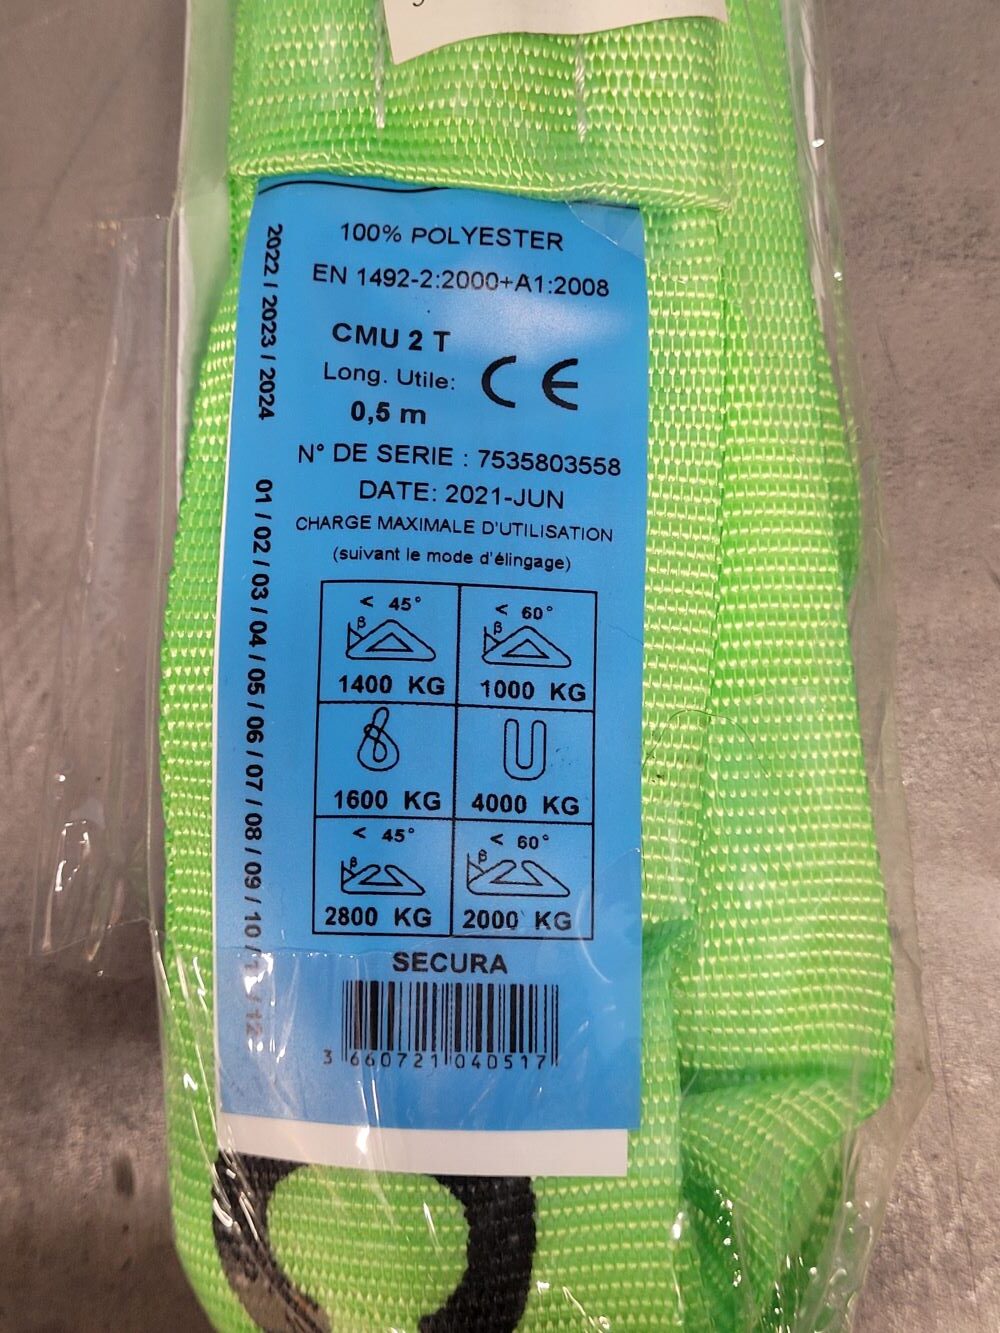 100% POLYESTER
EN 1492-2:2000+A1:2008
CMU 2 T
Long. Utile:
0,5 m
CE
N° DE SERIE : 7535803558
DATE: 2021-JUN
CHARGE MAXIMALE D'UTILISATION
(suivant le mode d'élingage)
< 45° < 60°
β β
1400 KG 1000 KG
1600 KG 4000 KG
< 45° < 60°
β β
2800 KG 2000 KG
SECURA
3 660721 040517
2022 / 2023 / 2024 01 / 02 / 03 / 04 / 05 / 06 / 07 / 08 / 09 / 10 / / 12